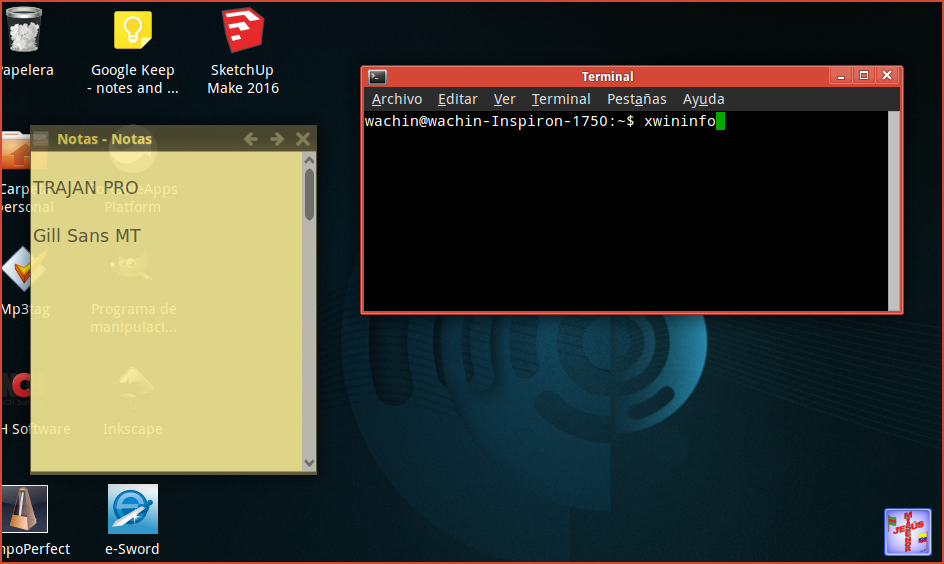 Papelera
Google Keep
- notes and ...
SketchUp
Make 2016
Terminal
Archivo Editar Ver Terminal Pestañas Ayuda
wachin@wachin-Inspiron-1750:~$ xwininfo
Notas - Notas
TRAJAN PRO
Gill Sans MT
Carpe
personal
eApps
Platform
Mp3tag
Programa de
manipulaci...
H Software
Inkscape
mpoPerfect
e-Sword
JESÚS